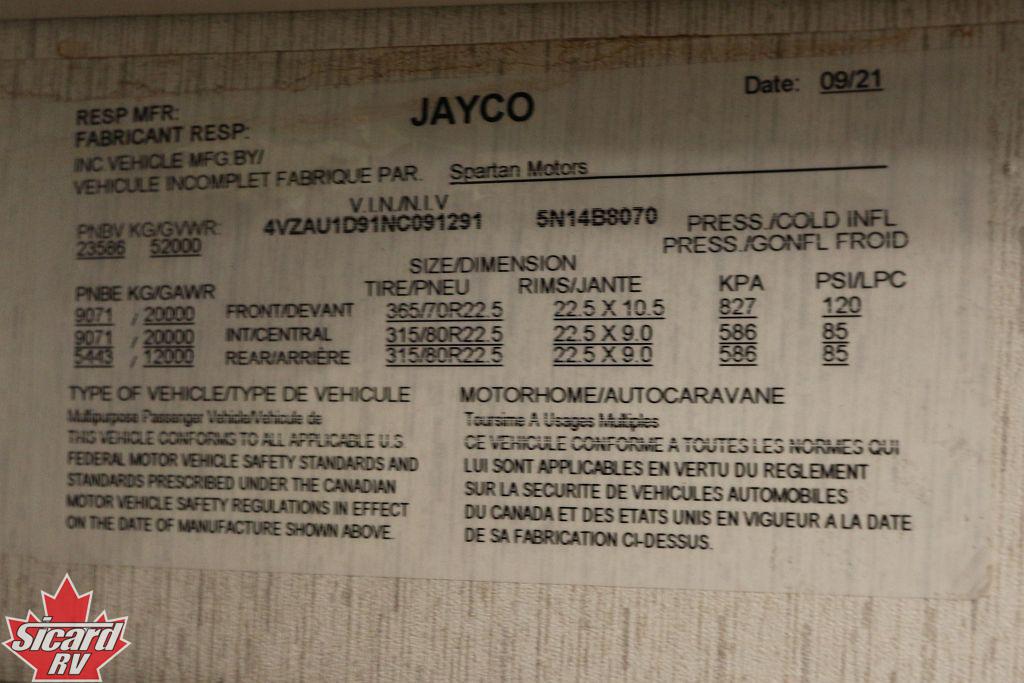 Date: 09/21
RESP MFR: JAYCO
FABRICANT RESP:
INC.VEHICLE MFG.BY/
VEHICULE INCOMPLET FABRIQUE PAR. Spartan Motors
V.I.N./N.I.V
PNBV KG/GVWR: 4VZAU1D91NC091291 5N14B8070 PRESS./COLD INFL
23586 52000 PRESS./GONFL FROID
SIZE/DIMENSION
PNBE KG/GAWR TIRE/PNEU RIMS/JANTE KPA PSI/LPC
9071 / 20000 FRONT/DEVANT 365/70R22.5 22.5 X 10.5 827 120
9071 / 20000 INT/CENTRAL 315/80R22.5 22.5 X 9.0 586 85
5443 / 12000 REAR/ARRIÈRE 315/80R22.5 22.5 X 9.0 586 85
TYPE OF VEHICLE/TYPE DE VEHICULE MOTORHOME/AUTOCARAVANE
Multipurpose Passenger Vehicle/Vehicule de Toursime A Usages Multiples
THIS VEHICLE CONFORMS TO ALL APPLICABLE U.S.
FEDERAL MOTOR VEHICLE SAFETY STANDARDS AND
STANDARDS PRESCRIBED UNDER THE CANADIAN
MOTOR VEHICLE SAFETY REGULATIONS IN EFFECT
ON THE DATE OF MANUFACTURE SHOWN ABOVE.
CE VEHICULE CONFORME A TOUTES LES NORMES QUI
LUI SONT APPLICABLES EN VERTU DU REGLEMENT
SUR LA SECURITE DE VEHICULES AUTOMOBILES
DU CANADA ET DES ETATS UNIS EN VIGUEUR A LA DATE
DE SA FABRICATION CI-DESSUS.
Sicard
RV